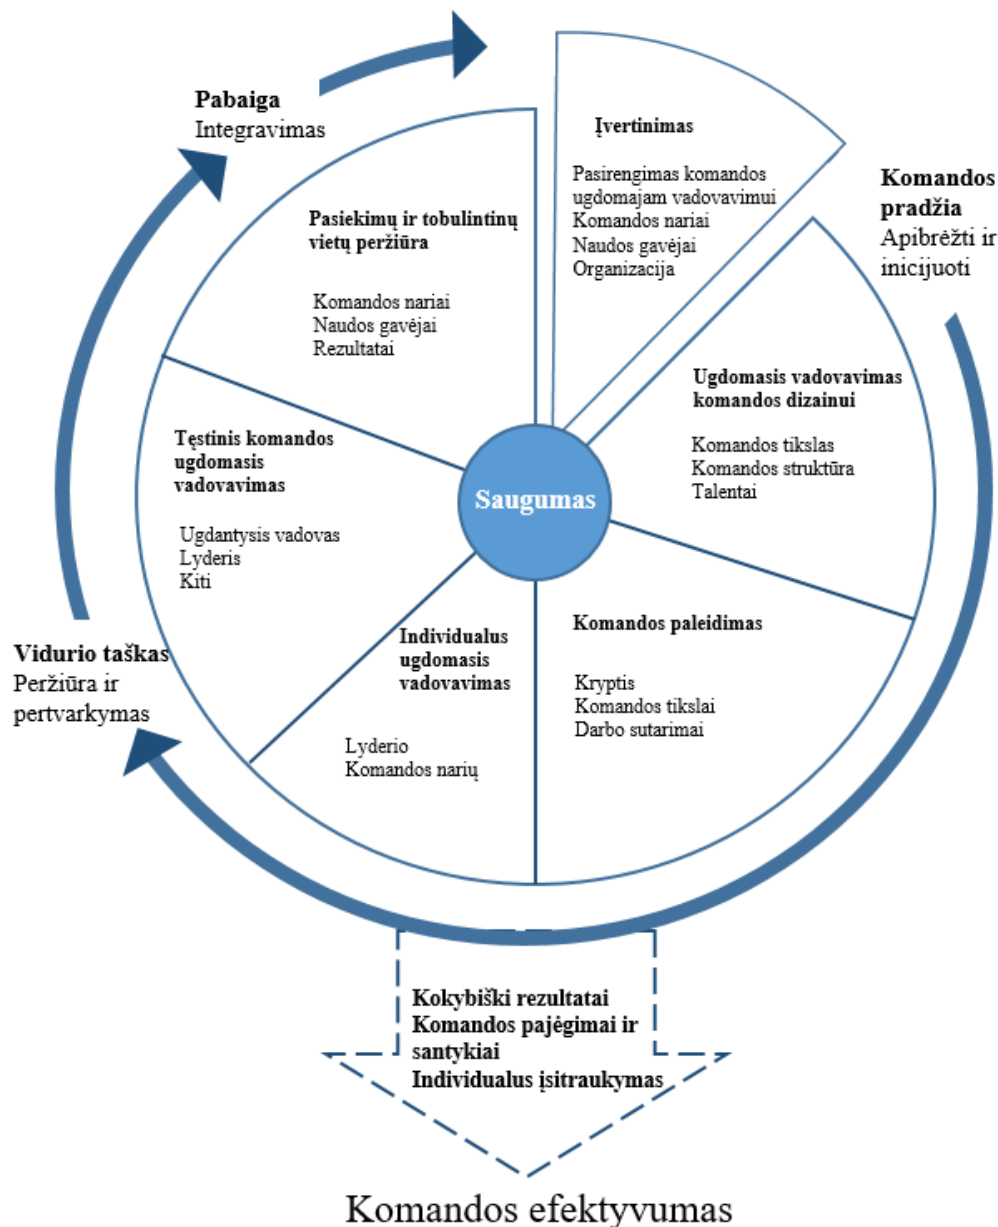 Pabaiga
Integravimas
Įvertinimas
Pasirengimas komandos
ugdomajam vadovavimui
Komandos nariai
Naudos gavėjai
Organizacija
Komandos
pradžia
Apibrėžti ir
inicijuoti
Pasiekimų ir tobulintinų
vietų peržiūra
Komandos nariai
Naudos gavėjai
Rezultatai
Ugdomasis vadovavimas
komandos dizainui
Komandos tikslas
Komandos struktūra
Talentai
Tęstinis komandos
ugdomasis
vadovavimas
Ugdantysis vadovas
Lyderis
Kiti
Saugumas
Komandos paleidimas
Kryptis
Komandos tikslai
Darbo sutarimai
Individualus
ugdomasis
vadovavimas
Lyderio
Komandos narių
Vidurio taškas
Peržiūra ir
pertvarkymas
Kokybiški rezultatai
Komandos pajėgimai ir
santykiai
Individualus įsitraukymas
Komandos efektyvumas